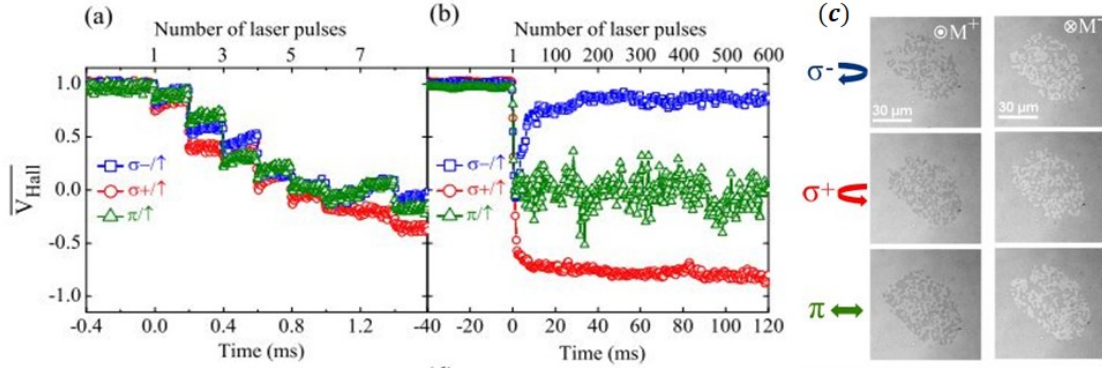 (a)
Number of laser pulses
1 3 5 7
1.0
0.5
0.0
-0.5
-1.0
V_Hall
σ-/↑
σ+/↑
π/↑
-0.4 0.0 0.4 0.8 1.2
Time (ms)
(b)
Number of laser pulses
1 100 200 300 400 500 600
σ-/↑
σ+/↑
π/↑
-40 -20 0 20 40 60 80 100 120
Time (ms)
(c)
⊙M+
⊗M-
σ-
30 μm
30 μm
σ+
π